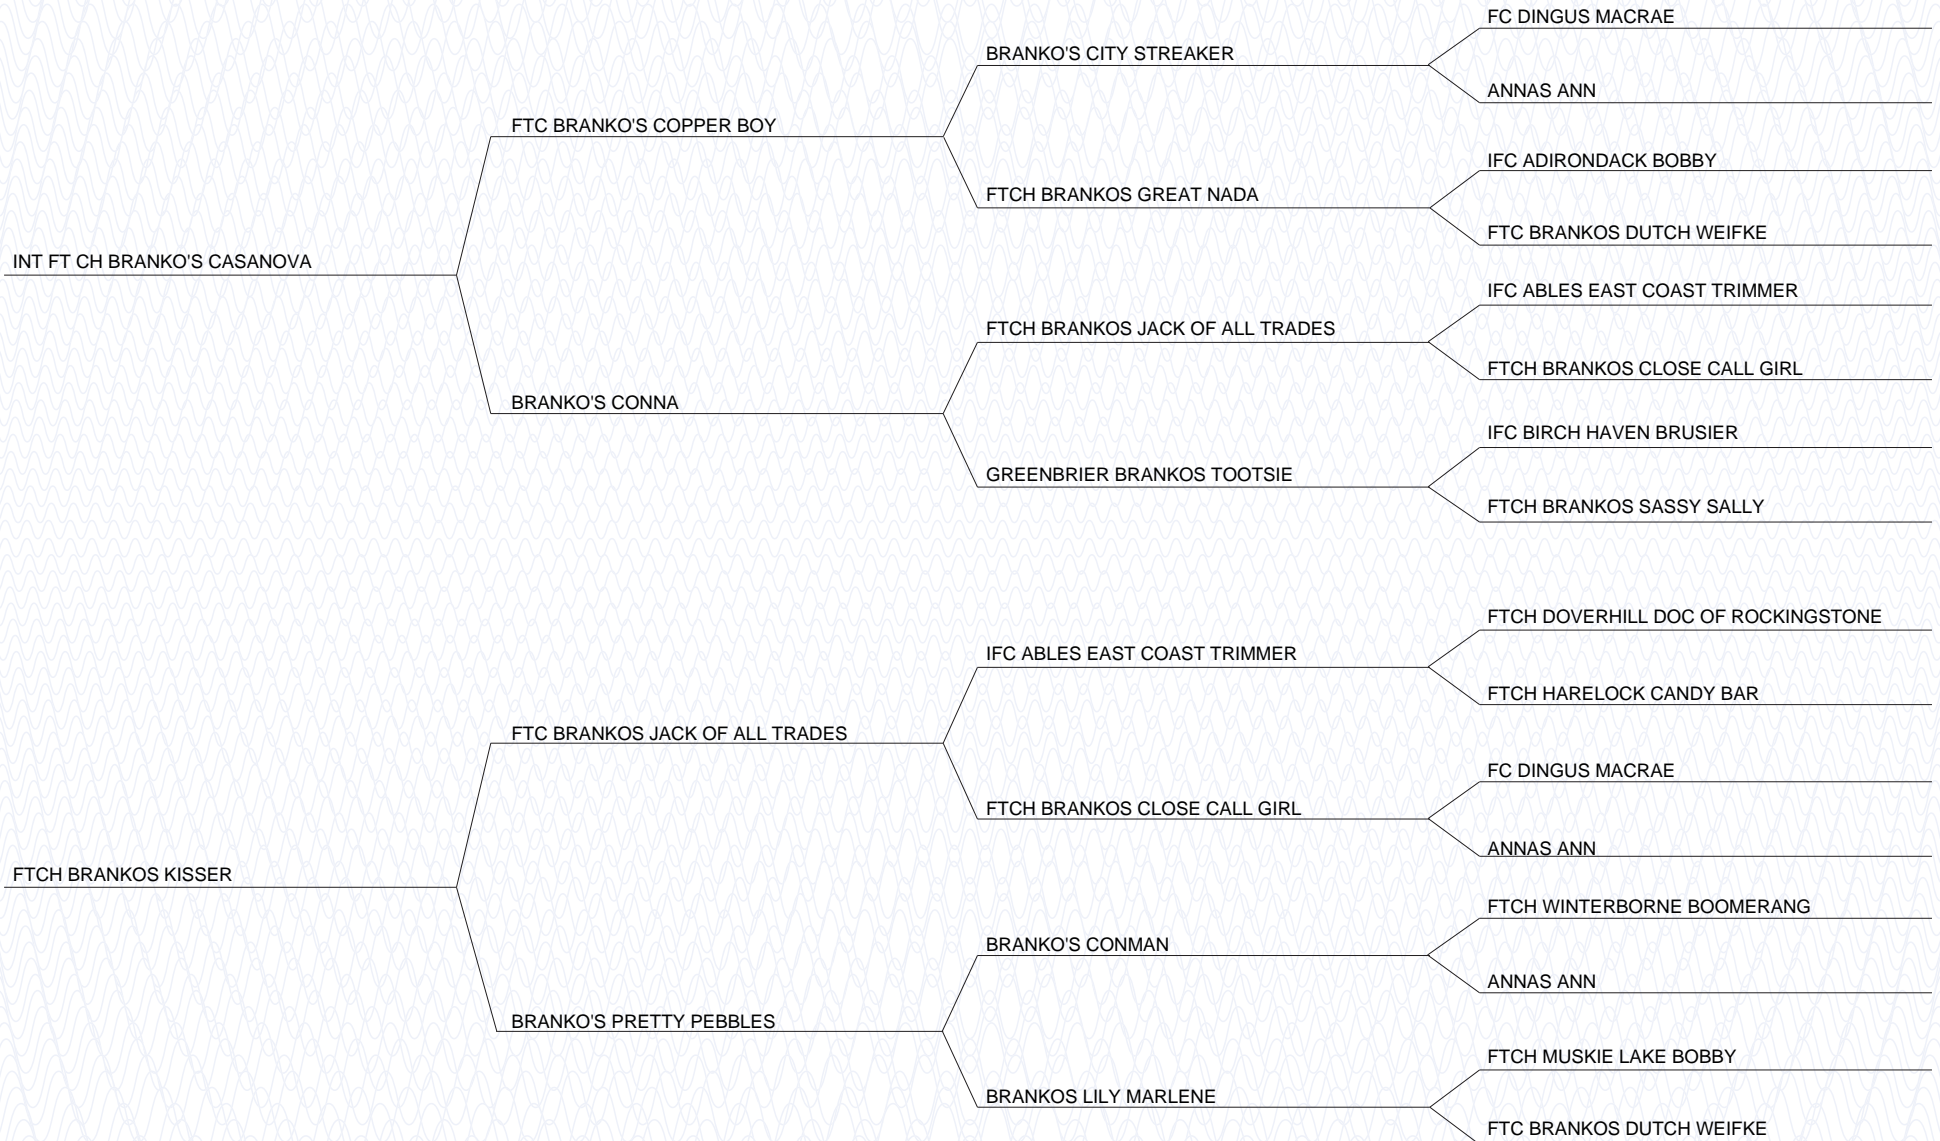 FC DINGUS MACRAE
BRANKO'S CITY STREAKER
ANNAS ANN
FTC BRANKO'S COPPER BOY
IFC ADIRONDACK BOBBY
FTCH BRANKOS GREAT NADA
FTC BRANKOS DUTCH WEIFKE
INT FT CH BRANKO'S CASANOVA
IFC ABLES EAST COAST TRIMMER
FTCH BRANKOS JACK OF ALL TRADES
FTCH BRANKOS CLOSE CALL GIRL
BRANKO'S CONNA
IFC BIRCH HAVEN BRUSIER
GREENBRIER BRANKOS TOOTSIE
FTCH BRANKOS SASSY SALLY
FTCH DOVERHILL DOC OF ROCKINGSTONE
IFC ABLES EAST COAST TRIMMER
FTCH HARELOCK CANDY BAR
FTC BRANKOS JACK OF ALL TRADES
FC DINGUS MACRAE
FTCH BRANKOS CLOSE CALL GIRL
ANNAS ANN
FTCH BRANKOS KISSER
FTCH WINTERBORNE BOOMERANG
BRANKO'S CONMAN
ANNAS ANN
BRANKO'S PRETTY PEBBLES
FTCH MUSKIE LAKE BOBBY
BRANKOS LILY MARLENE
FTC BRANKOS DUTCH WEIFKE